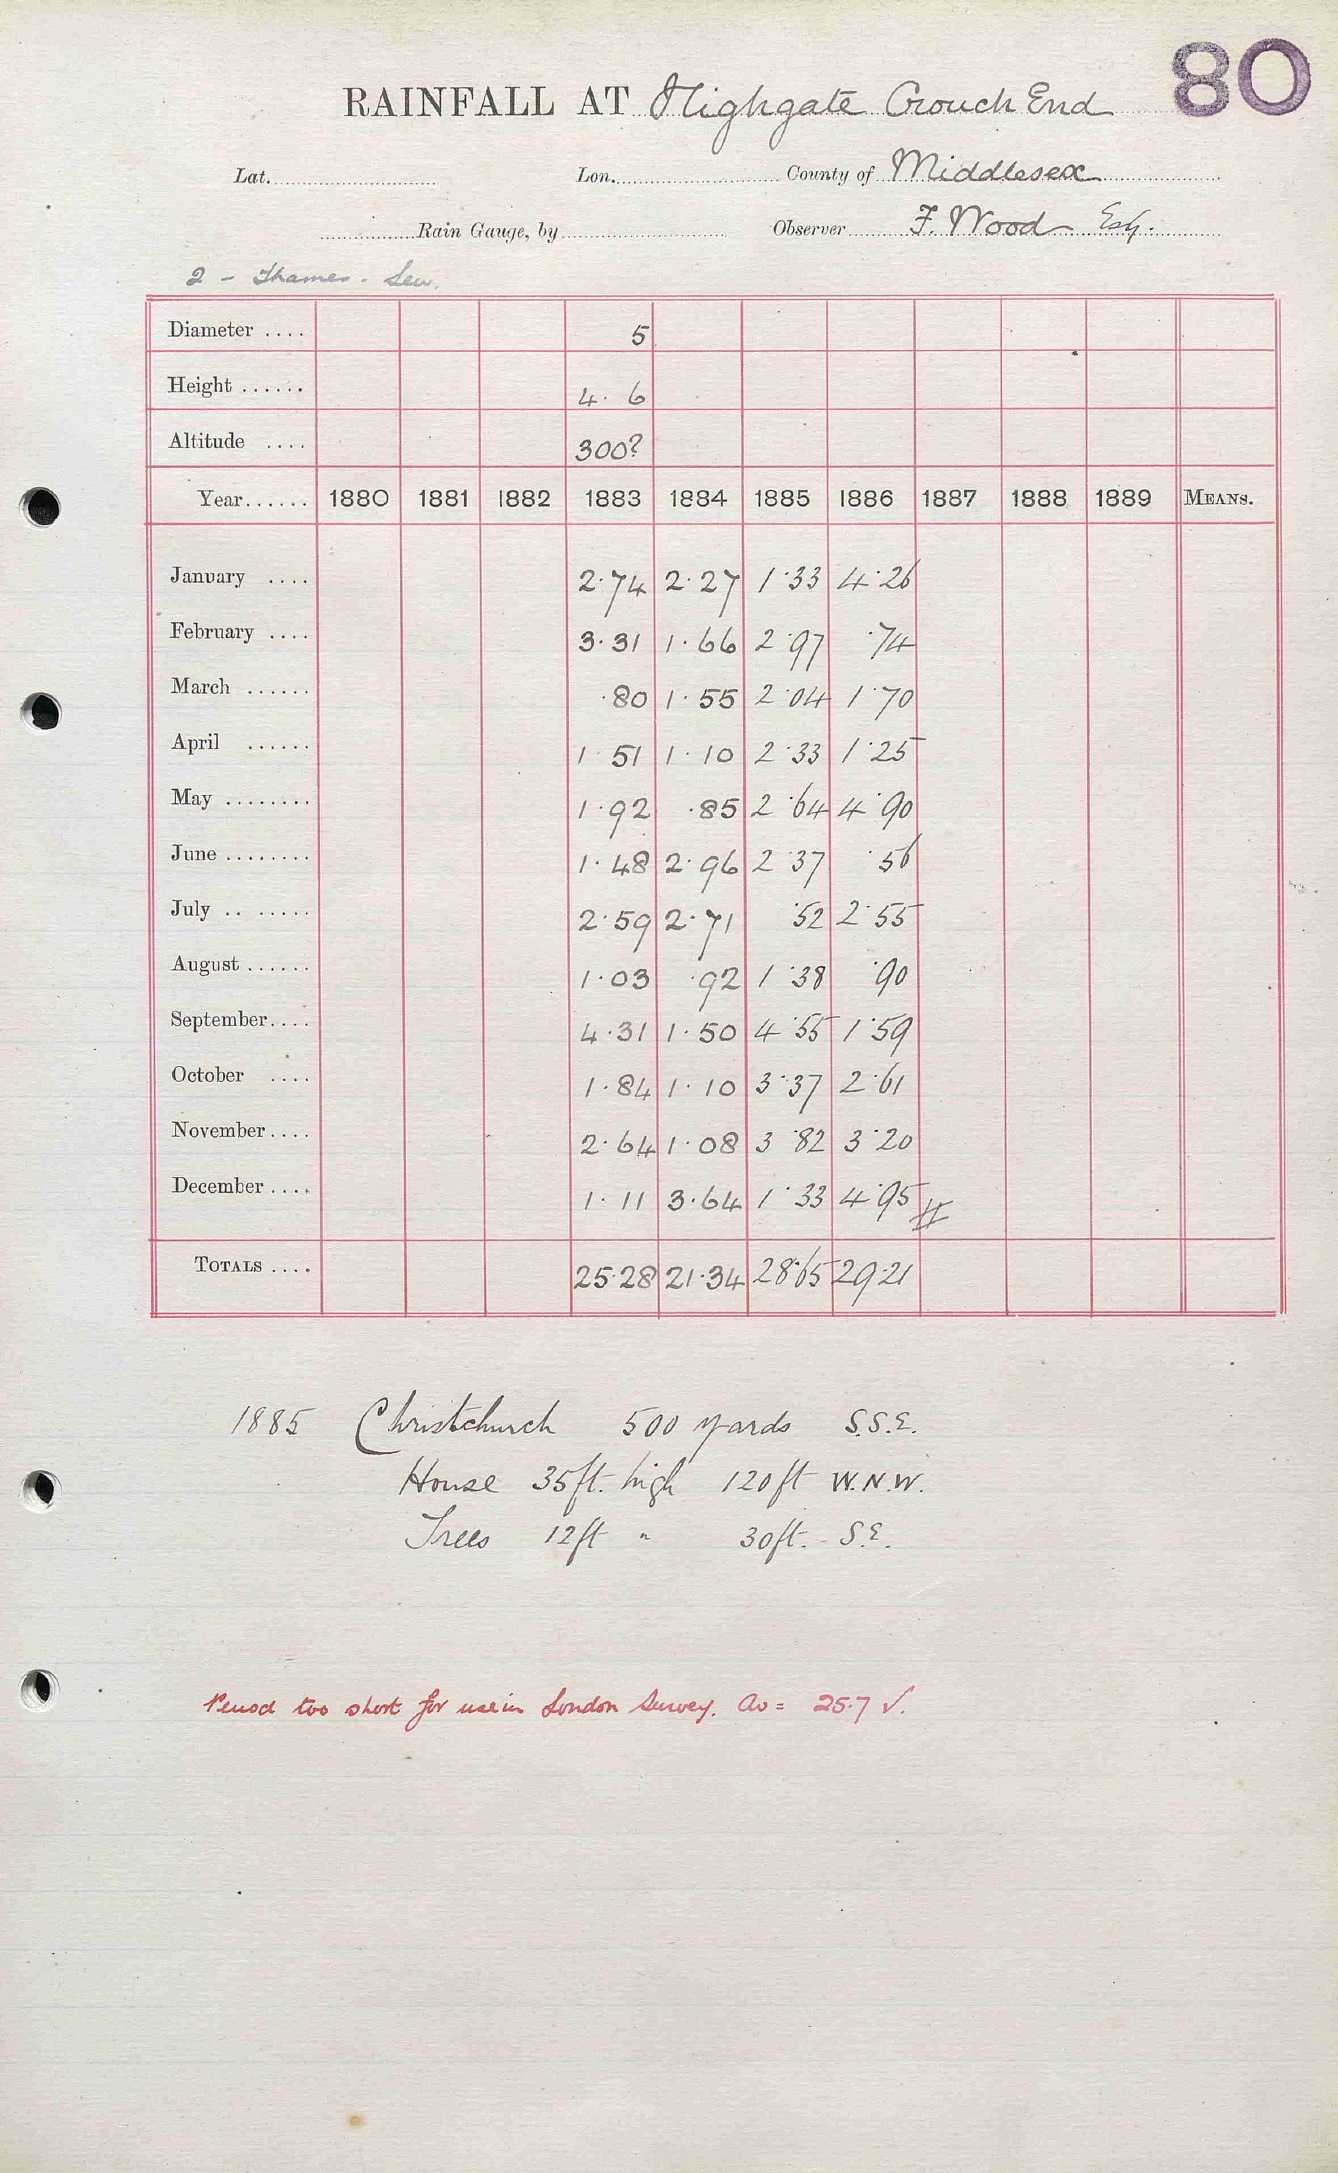 80
RAINFALL AT Highgate Crouch End
Lat. Lon. County of Middlesex
Rain Gauge, by Observer F. Wood Esq.
2 - Thames.
Diameter .... 5
Height ...... 4. 6
Altitude .... 300?
Year...... 1880 1881 1882 1883 1884 1885 1886 1887 1888 1889 MEANS.
January .... 2.74 2.27 1.33 4.26
February .... 3.31 1.66 2.97 .74
March ...... .80 1.55 2.04 1.70
April ...... 1 51 1.10 2.33 1.25
May ........ 1.92 .85 2.64 4.90
June ........ 1.48 2.96 2.37 .56
July .. ..... 2.59 2.71 .52 2.55
August ...... 1.03 .92 1.38 .90
September.... 4.31 1.50 4.55 1.59
October .... 1.84 1.10 3.37 2.61
November.... 2.64 1.08 3.82 3.20
December.... 1.11 3.64 1.33 4.95
TOTALS .... 25.28 21.34 28.65 29.21
1885 Christchurch 500 yards S.S.E.
House 35ft. high 120ft W.N.W.
Trees 12ft " 30ft. S.E.
Period too short for use in London Survey. Av = 25.7 ✓.